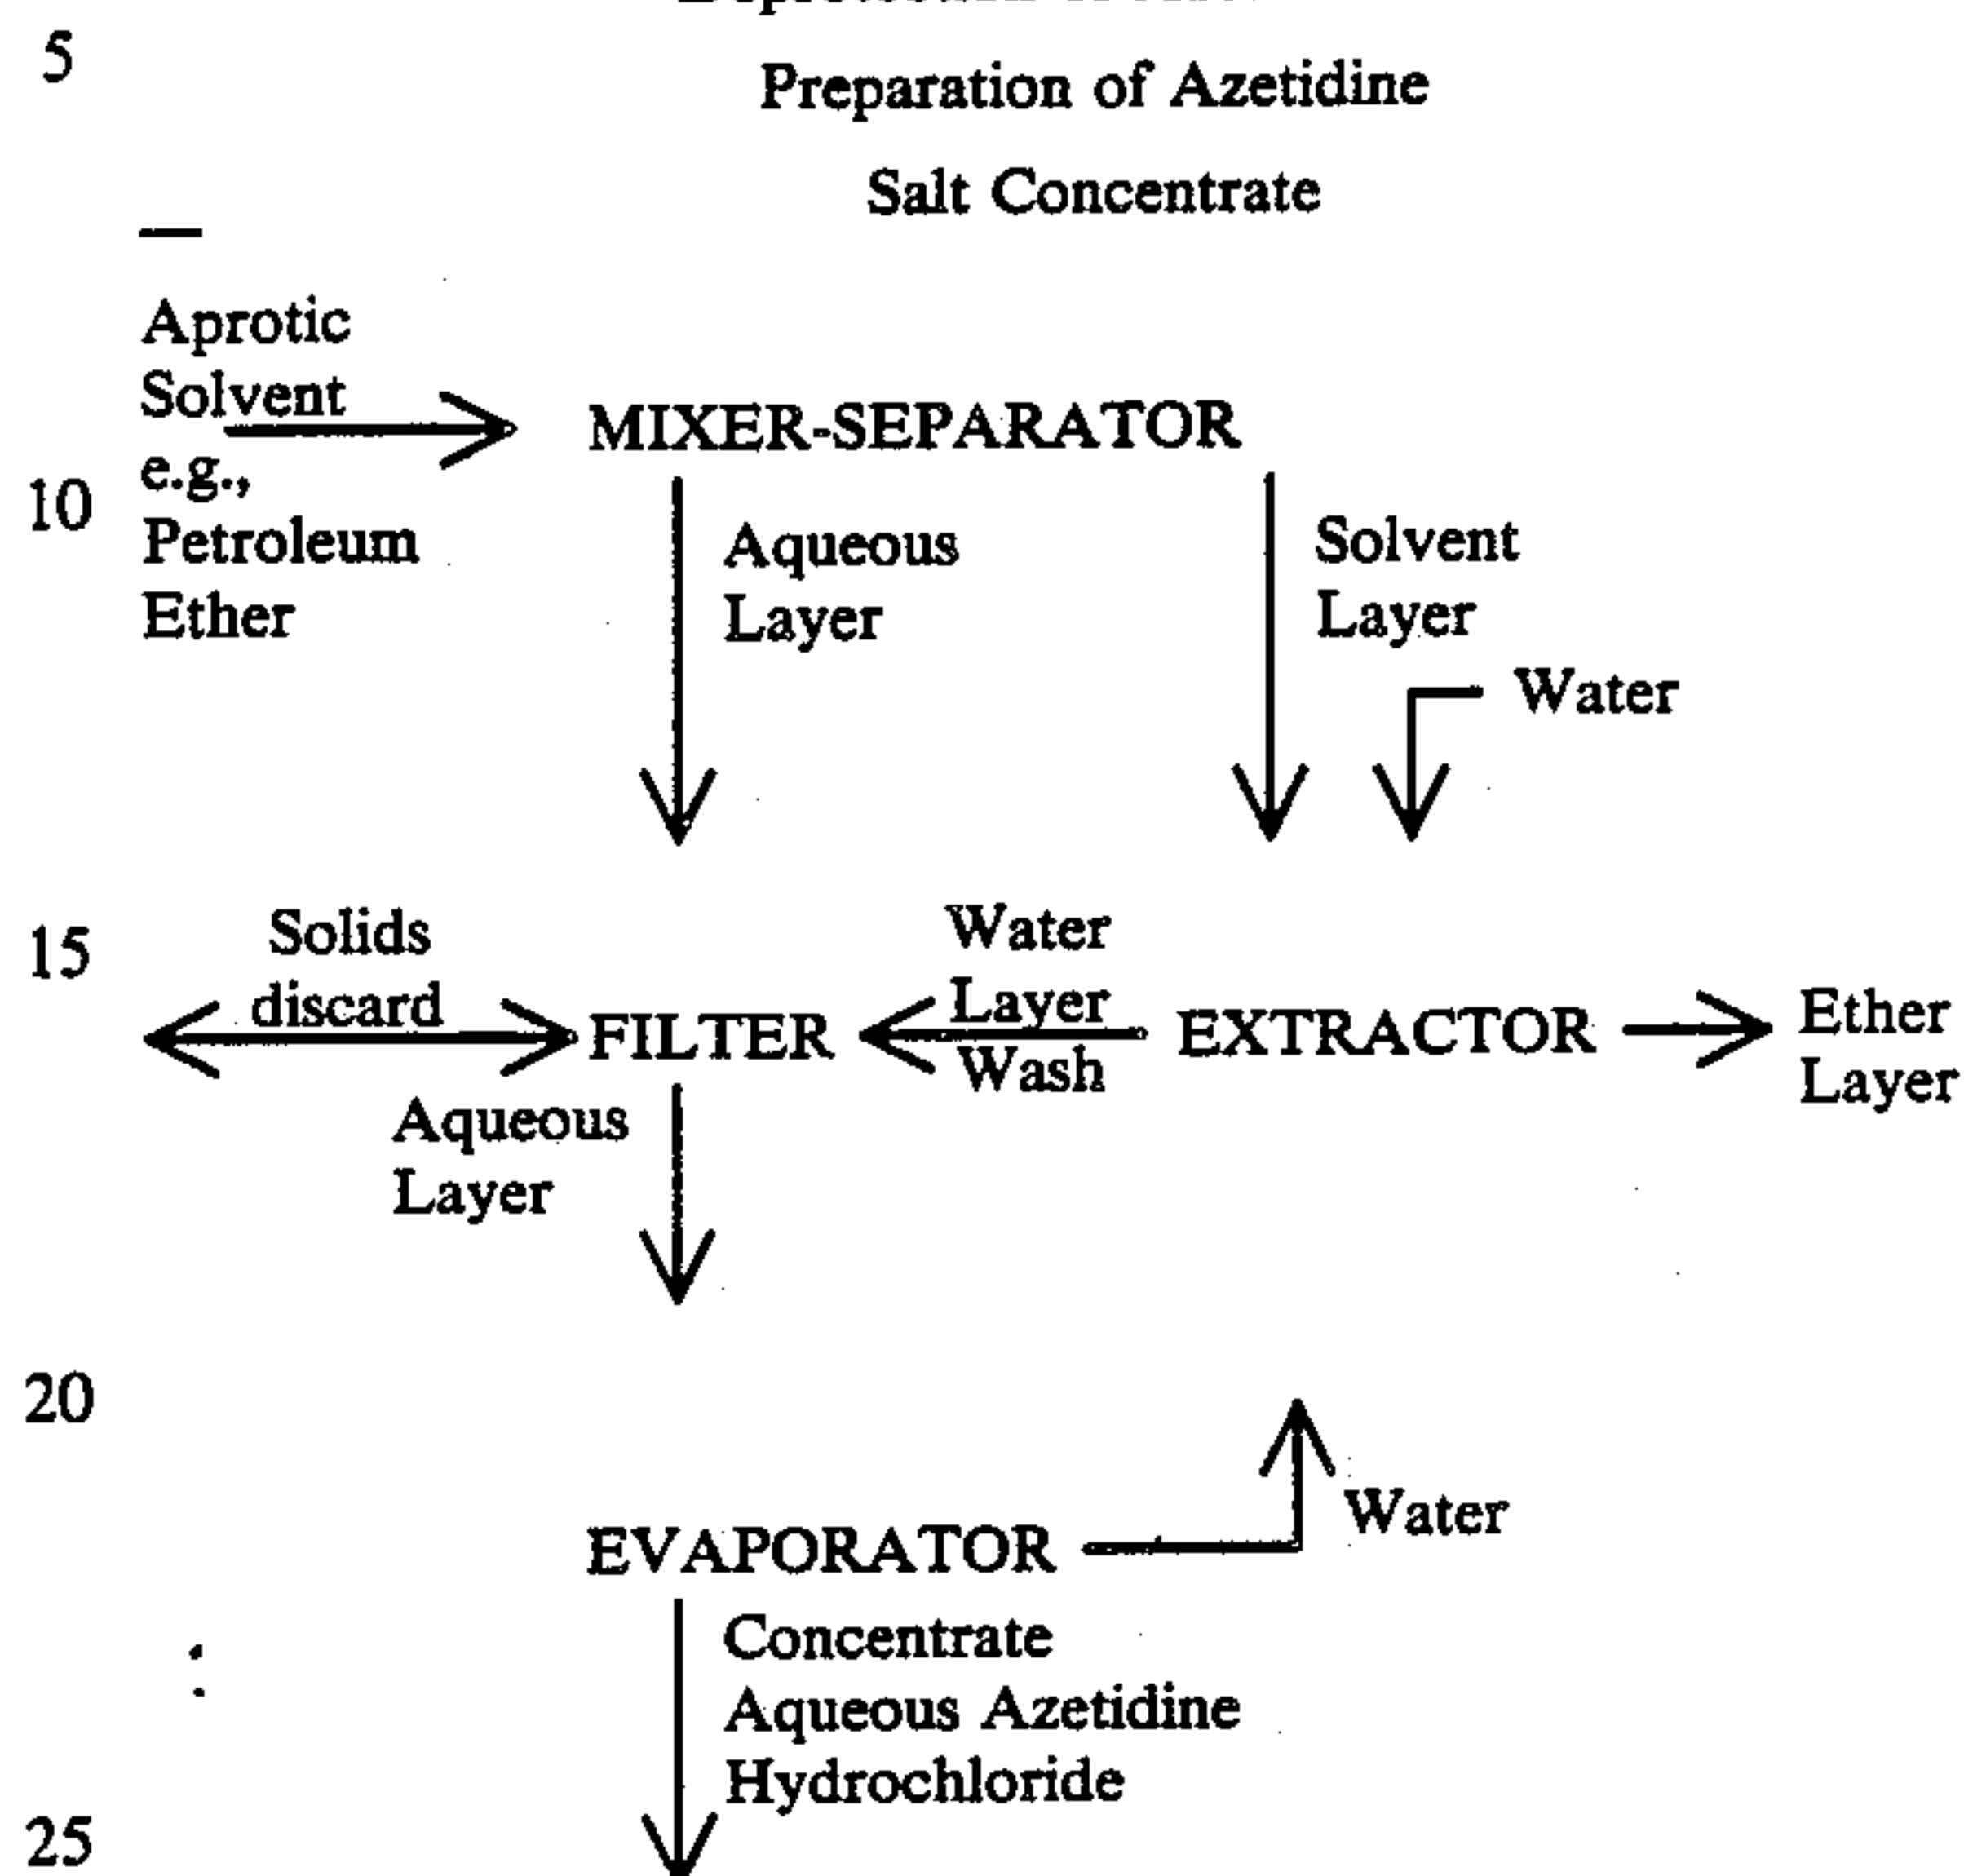 5
Preparation of Azetidine
Salt Concentrate
Aprotic
Solvent
e.g.,
Petroleum
Ether
MIXER-SEPARATOR
10
Aqueous
Layer
Solvent
Layer
Water
15
Solids
discard
FILTER
Water
Layer
Wash
EXTRACTOR
Ether
Layer
Aqueous
Layer
20
EVAPORATOR
Water
Concentrate
Aqueous Azetidine
Hydrochloride
25